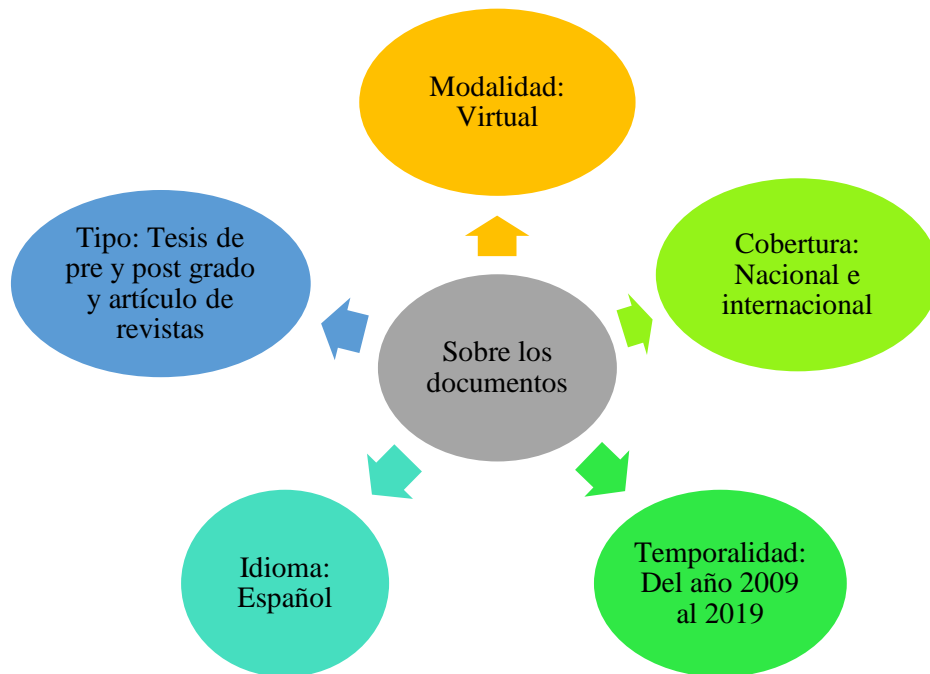 Modalidad:
Virtual
Tipo: Tesis de
pre y post grado
y artículo de
revistas
Cobertura:
Nacional e
internacional
Sobre los
documentos
Idioma:
Español
Temporalidad:
Del año 2009
al 2019